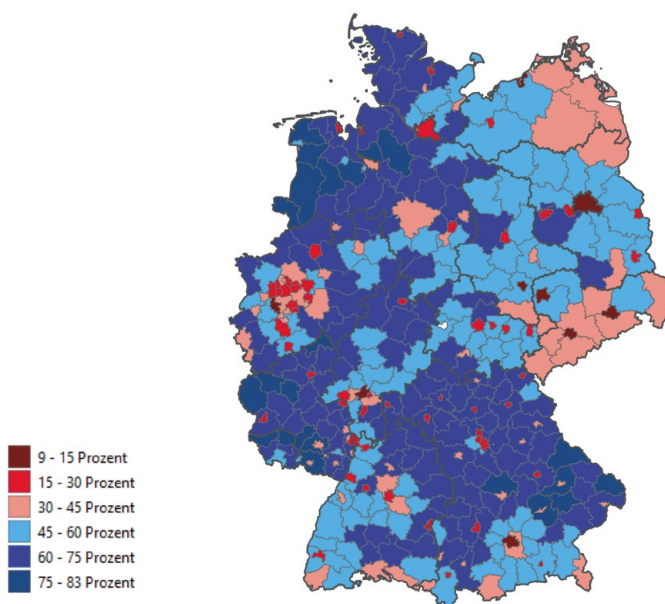 9 - 15 Prozent
15 - 30 Prozent
30 - 45 Prozent
45 - 60 Prozent
60 - 75 Prozent
75 - 83 Prozent